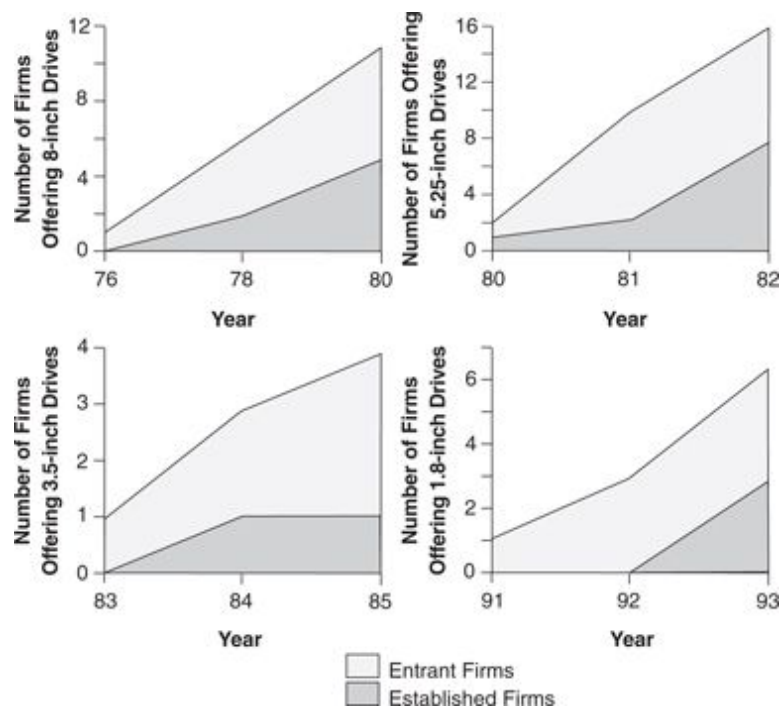 Number of Firms
Offering 8-inch Drives
12
8
4
0
76
78
80
Year
Number of Firms Offering
5.25-inch Drives
16
12
8
4
0
80
81
82
Year
Number of Firms
Offering 3.5-inch Drives
4
3
2
1
0
83
84
85
Year
Number of Firms
Offering 1.8-inch Drives
6
4
2
0
91
92
93
Year
Entrant Firms
Established Firms